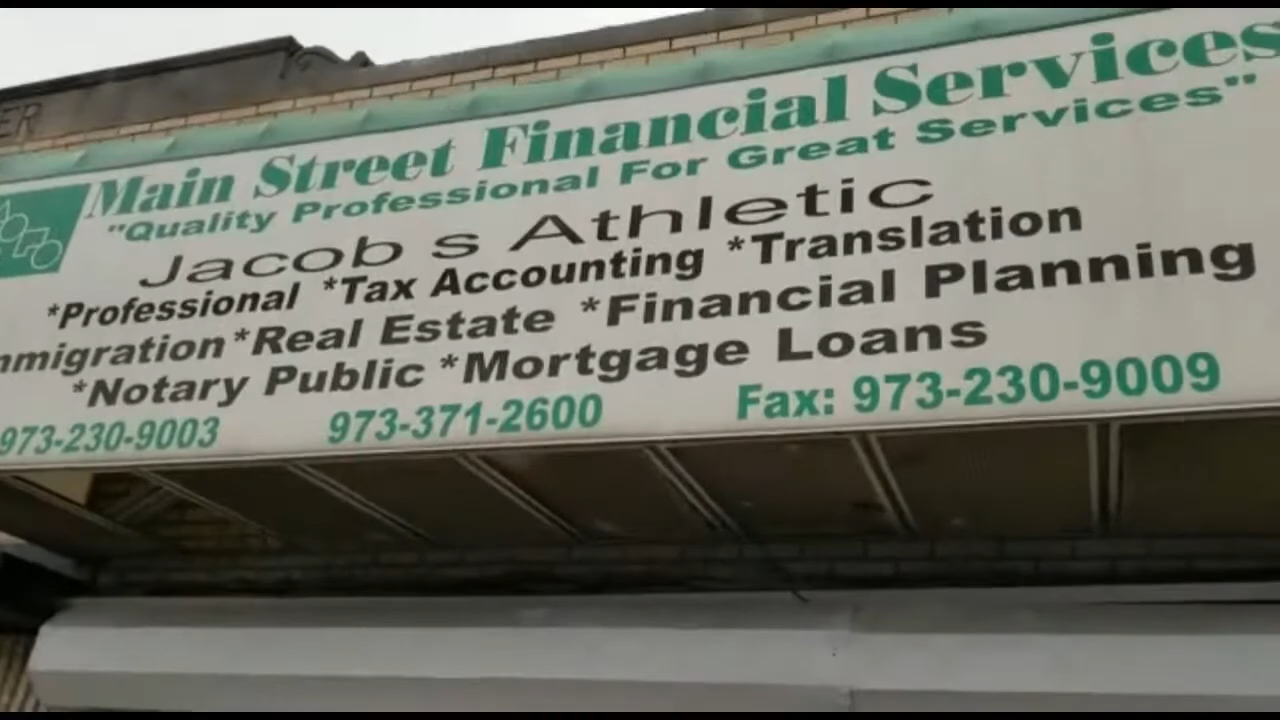 ER
Main Street Financial Services
"Quality Professional For Great Services"
Jacob s Athletic
*Professional *Tax Accounting *Translation
mmigration *Real Estate *Financial Planning
*Notary Public *Mortgage Loans
973-230-9003 973-371-2600 Fax: 973-230-9009